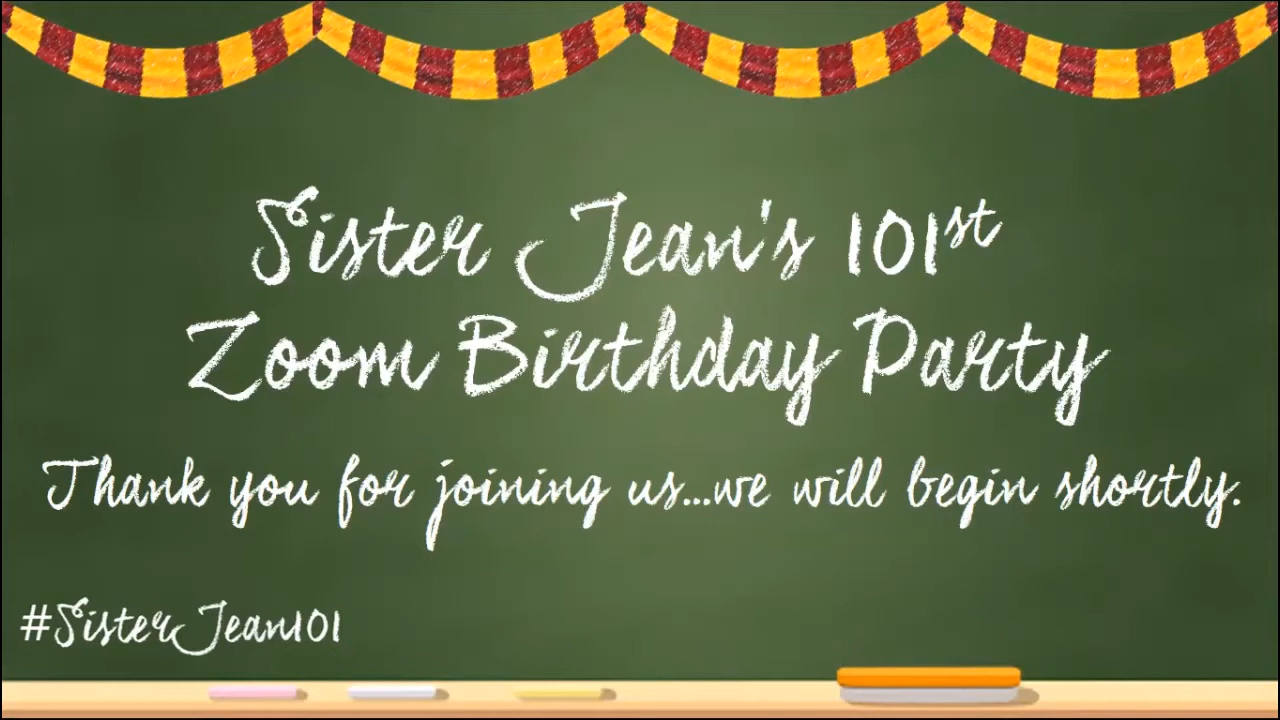 Sister Jean's 101st
Zoom Birthday Party
Thank you for joining us...we will begin shortly.
#SisterJean101